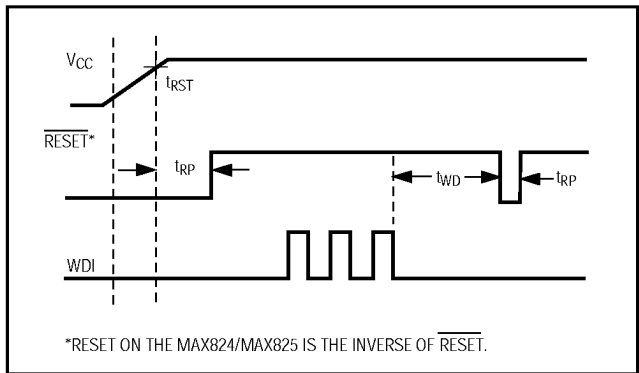 VCC
tRST
RESET*
tRP
tWD
tRP
WDI
*RESET ON THE MAX824/MAX825 IS THE INVERSE OF RESET.